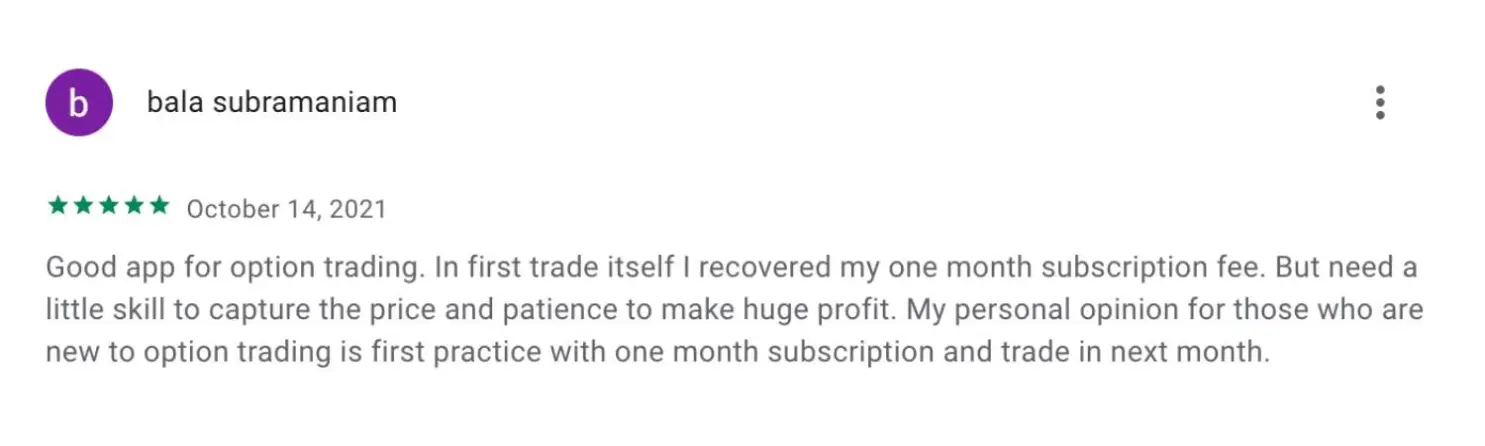 b
bala subramaniam
October 14, 2021
Good app for option trading. In first trade itself I recovered my one month subscription fee. But need a
little skill to capture the price and patience to make huge profit. My personal opinion for those who are
new to option trading is first practice with one month subscription and trade in next month.